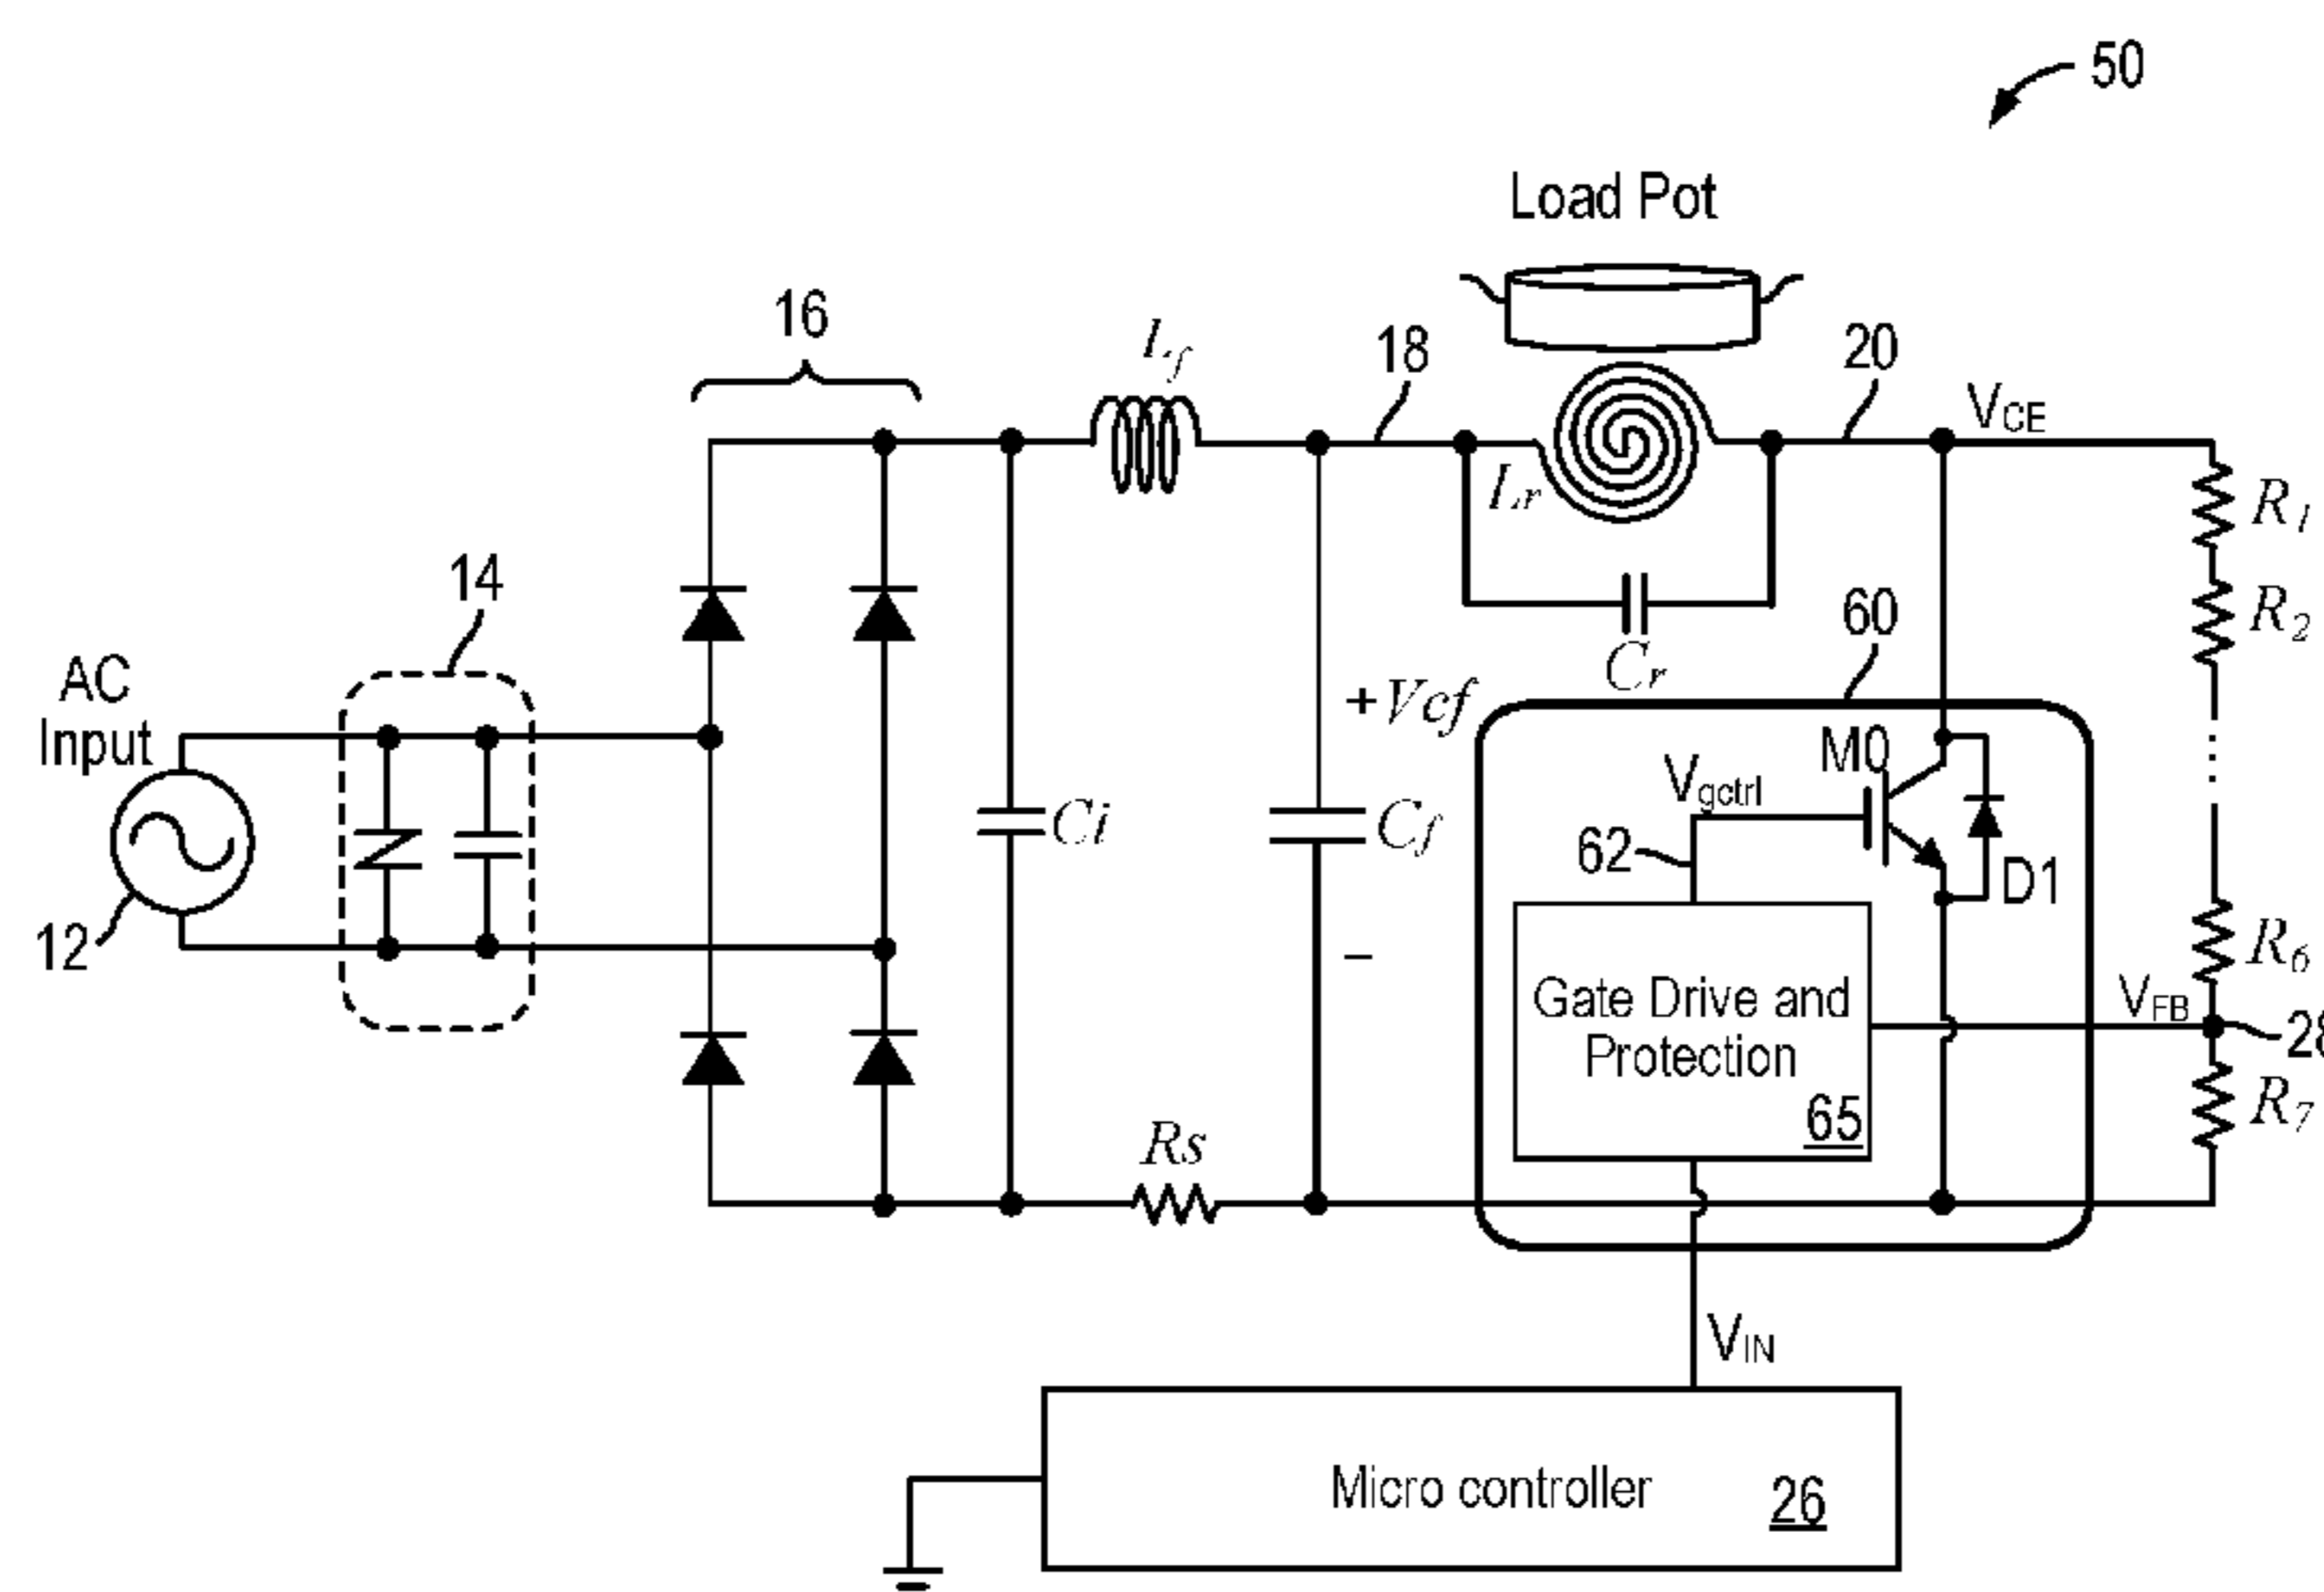 50
Load Pot
16
Lf
18
20
VCE
Lr
R1
14
R2
60
Cr
AC
Input
+Vcf
M0
Vgctrl
Ci
Cf
62
D1
12
R6
Gate Drive and
Protection
VFB
28
65
R7
Rs
VIN
Micro controller
26